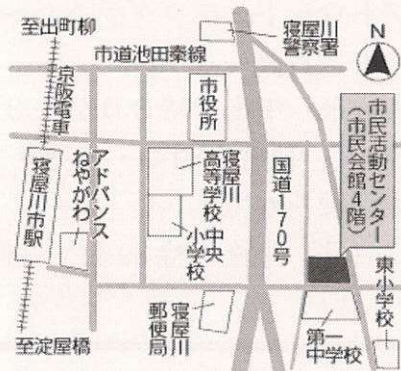 至出町柳
京阪電車
市道池田秦線
寝屋川
警察署
N
市役所
市民活動センター
(市民会館4階)
寝屋川市駅
アドバンス
ねやがわ
寝屋川
高等学校
中央
小学校
国道170号
東小学校
寝屋川
郵便局
第一
中学校
至淀屋橋